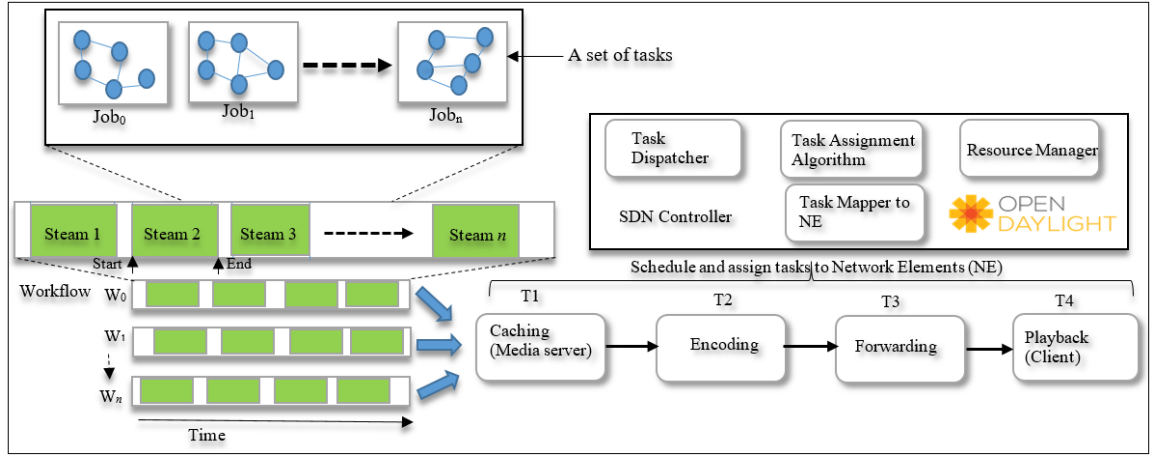 A set of tasks
Job0
Job1
Jobn
Task
Dispatcher
Task Assignment
Algorithm
Resource Manager
SDN Controller
Task Mapper to
NE
OPEN
DAYLIGHT
Steam 1
Steam 2
Steam 3
Steam n
Start
End
Schedule and assign tasks to Network Elements (NE)
Workflow
W0
W1
Wn
Time
T1
T2
T3
T4
Caching
(Media server)
Encoding
Forwarding
Playback
(Client)